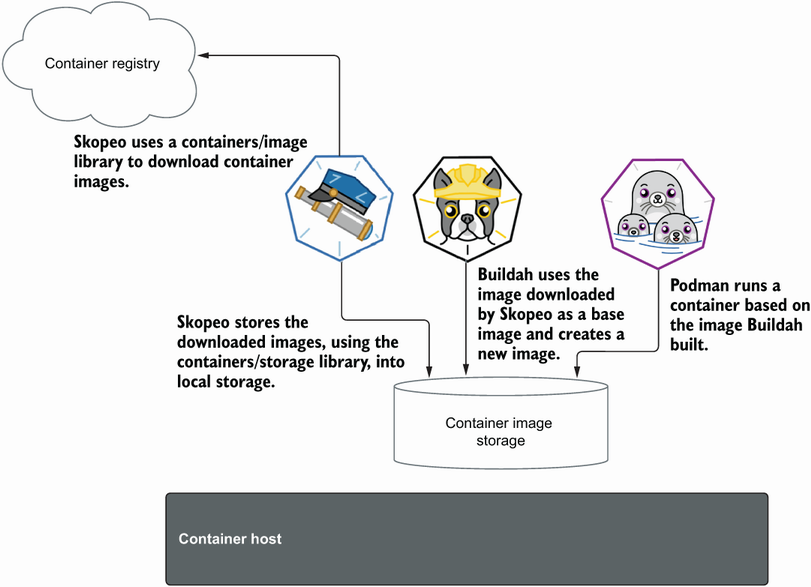 Container registry
Skopeo uses a containers/image
library to download container
images.
Buildah uses the
image downloaded
by Skopeo as a base
image and creates a
new image.
Podman runs a
container based on
the image Buildah
built.
Skopeo stores the
downloaded images, using the
containers/storage library, into
local storage.
Container image
storage
Container host